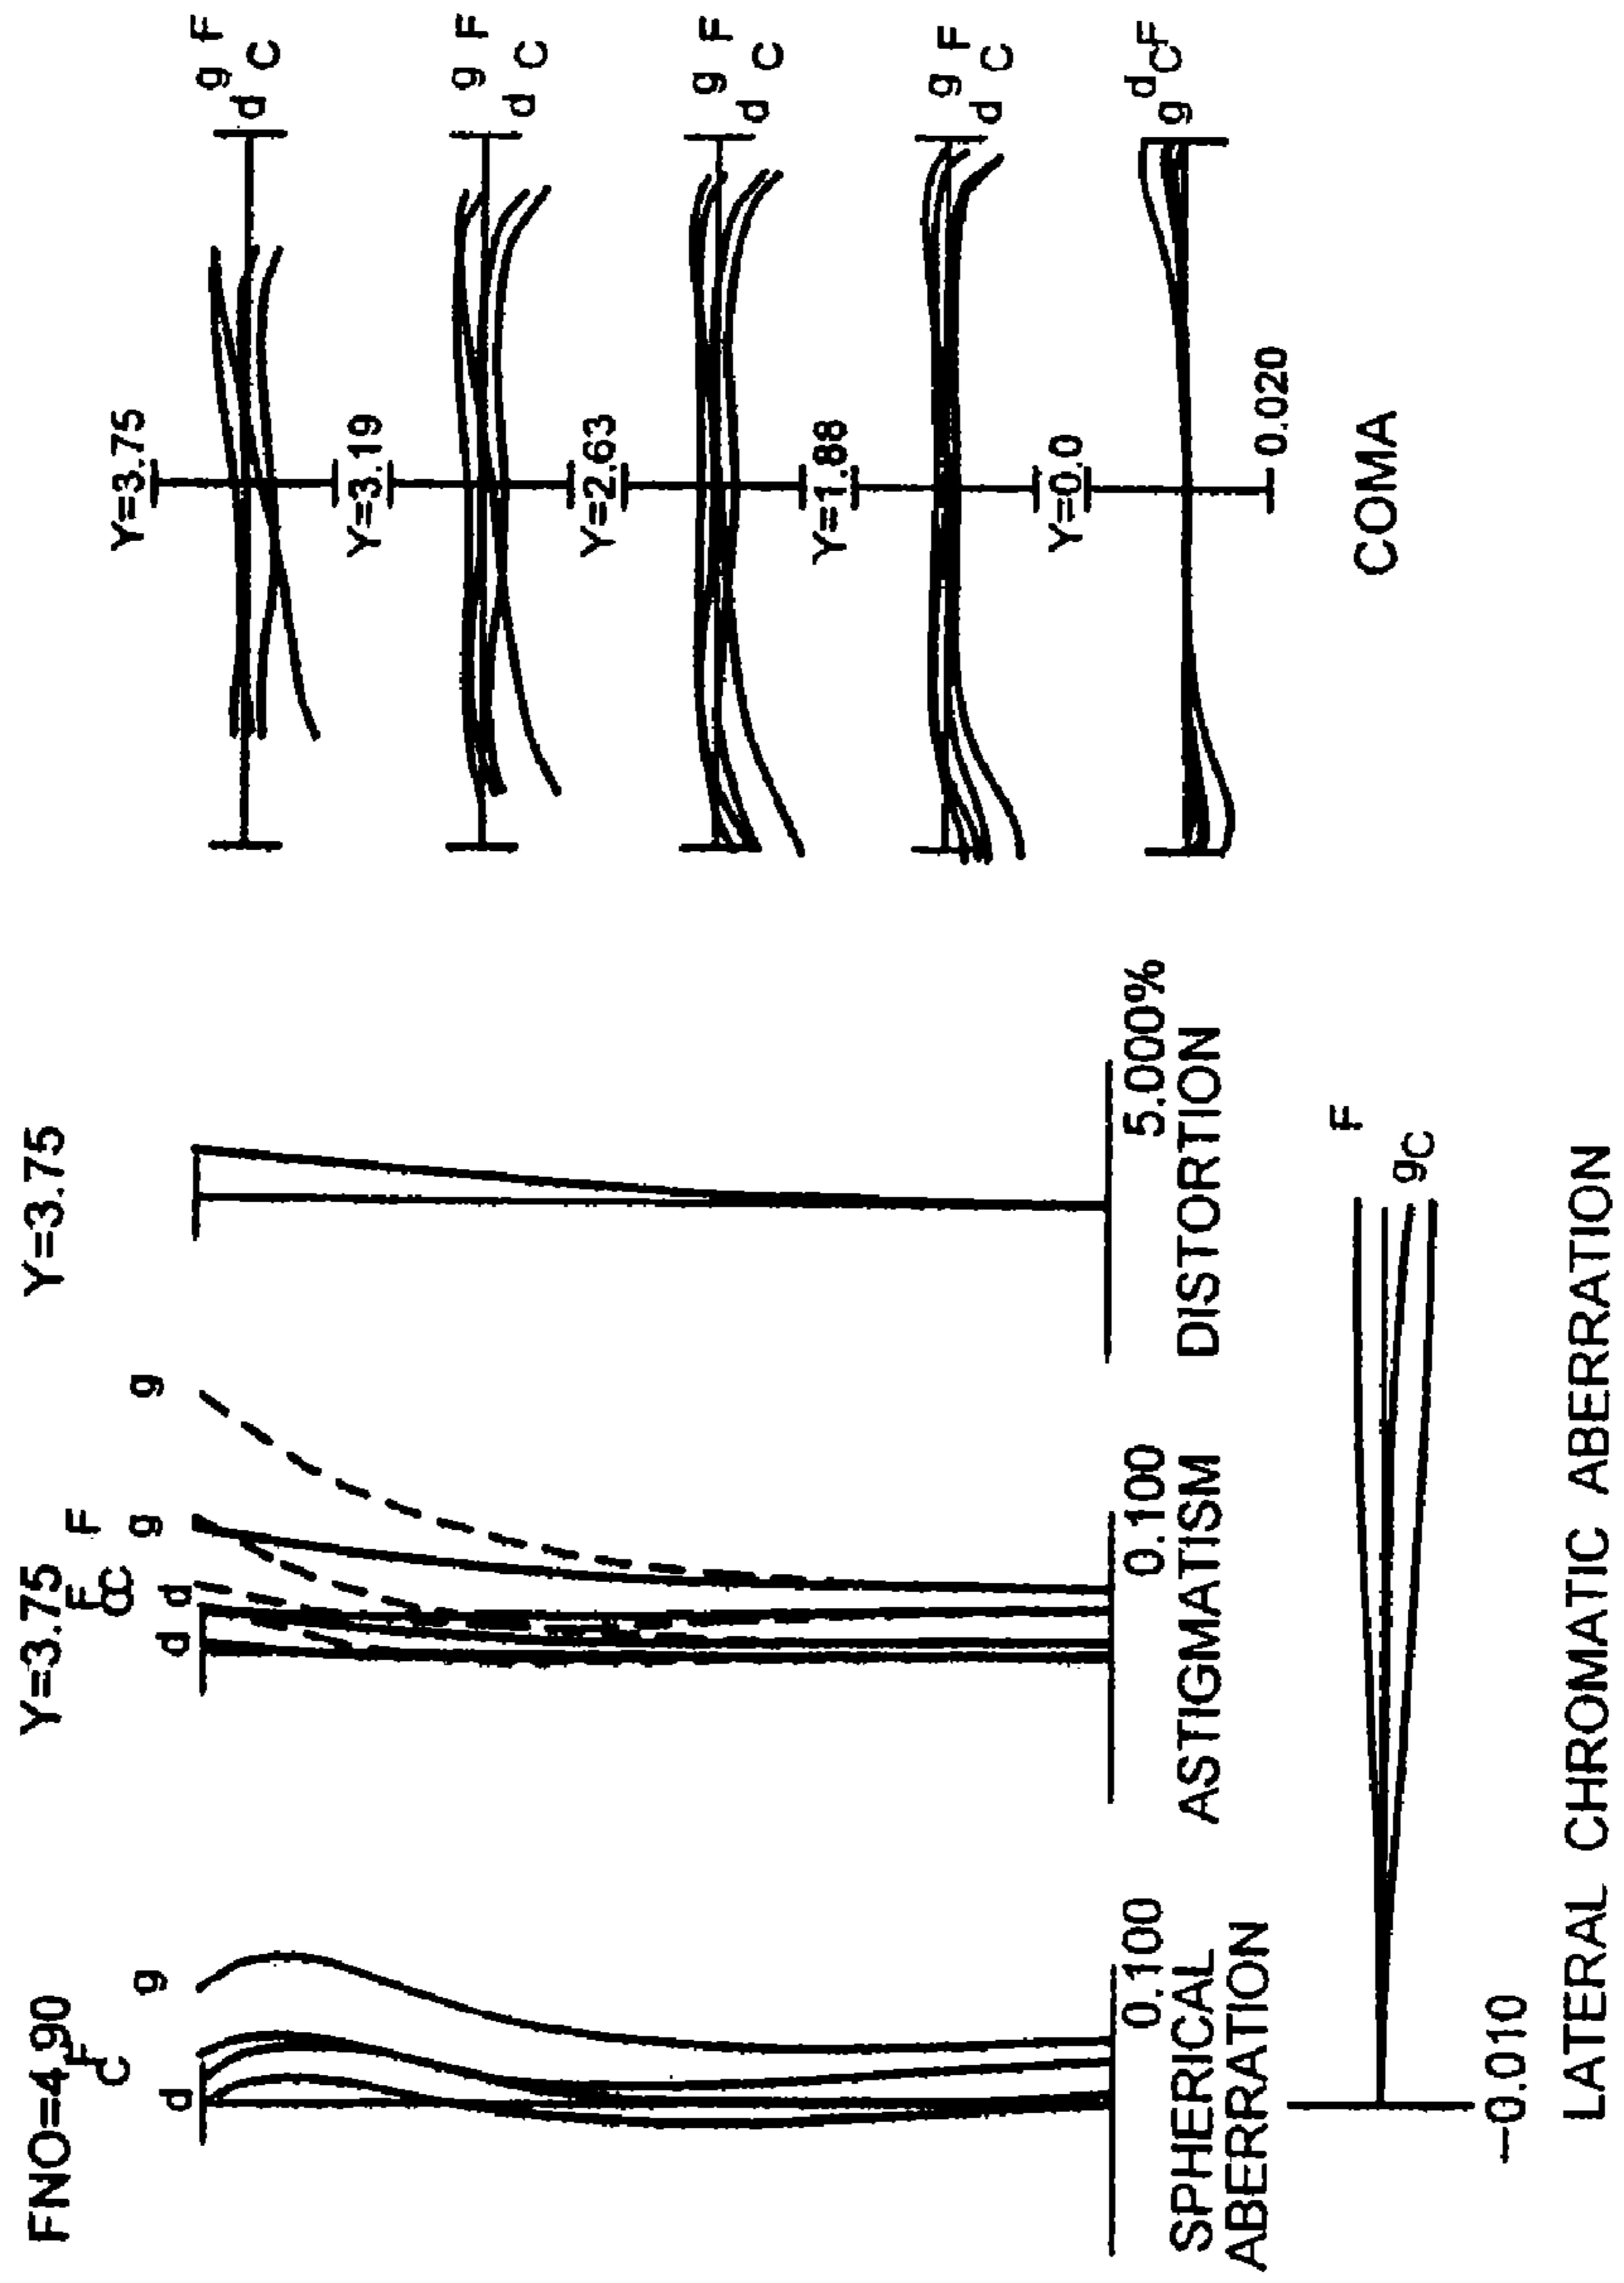 FNO=4.90
F
C
g
d
0.100
SPHERICAL
ABERRATION
Y=3.75
F
F
C
C
g
g
d
d
0.100
ASTIGMATISM
Y=3.75
5.000%
DISTORTION
Y=3.75
g
F
d
C
Y=3.19
g
F
d
C
Y=2.63
g
F
d
C
Y=1.88
g
F
d
C
Y=0.0
d
F
g
C
0.020
COMA
F
g
C
−0.010
LATERAL CHROMATIC ABERRATION